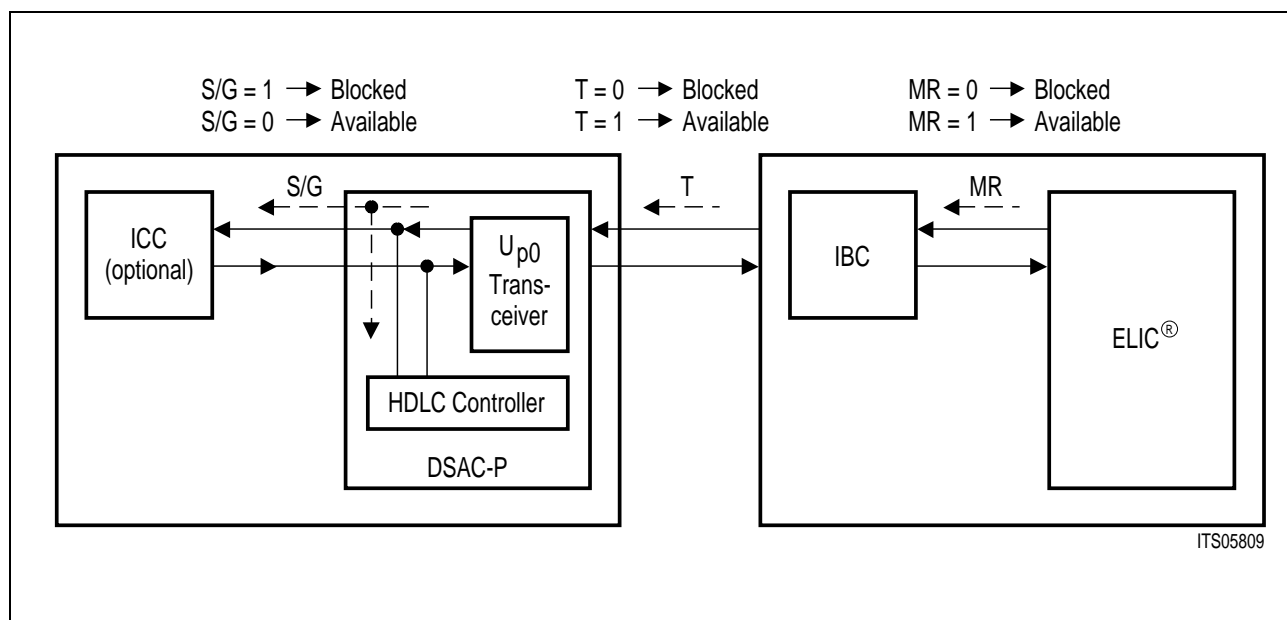 S/G = 1 → Blocked
S/G = 0 → Available
T = 0 → Blocked
T = 1 → Available
MR = 0 → Blocked
MR = 1 → Available
S/G
T
MR
ICC
(optional)
Up0
Trans-
ceiver
HDLC Controller
DSAC-P
IBC
ELIC®
ITS05809